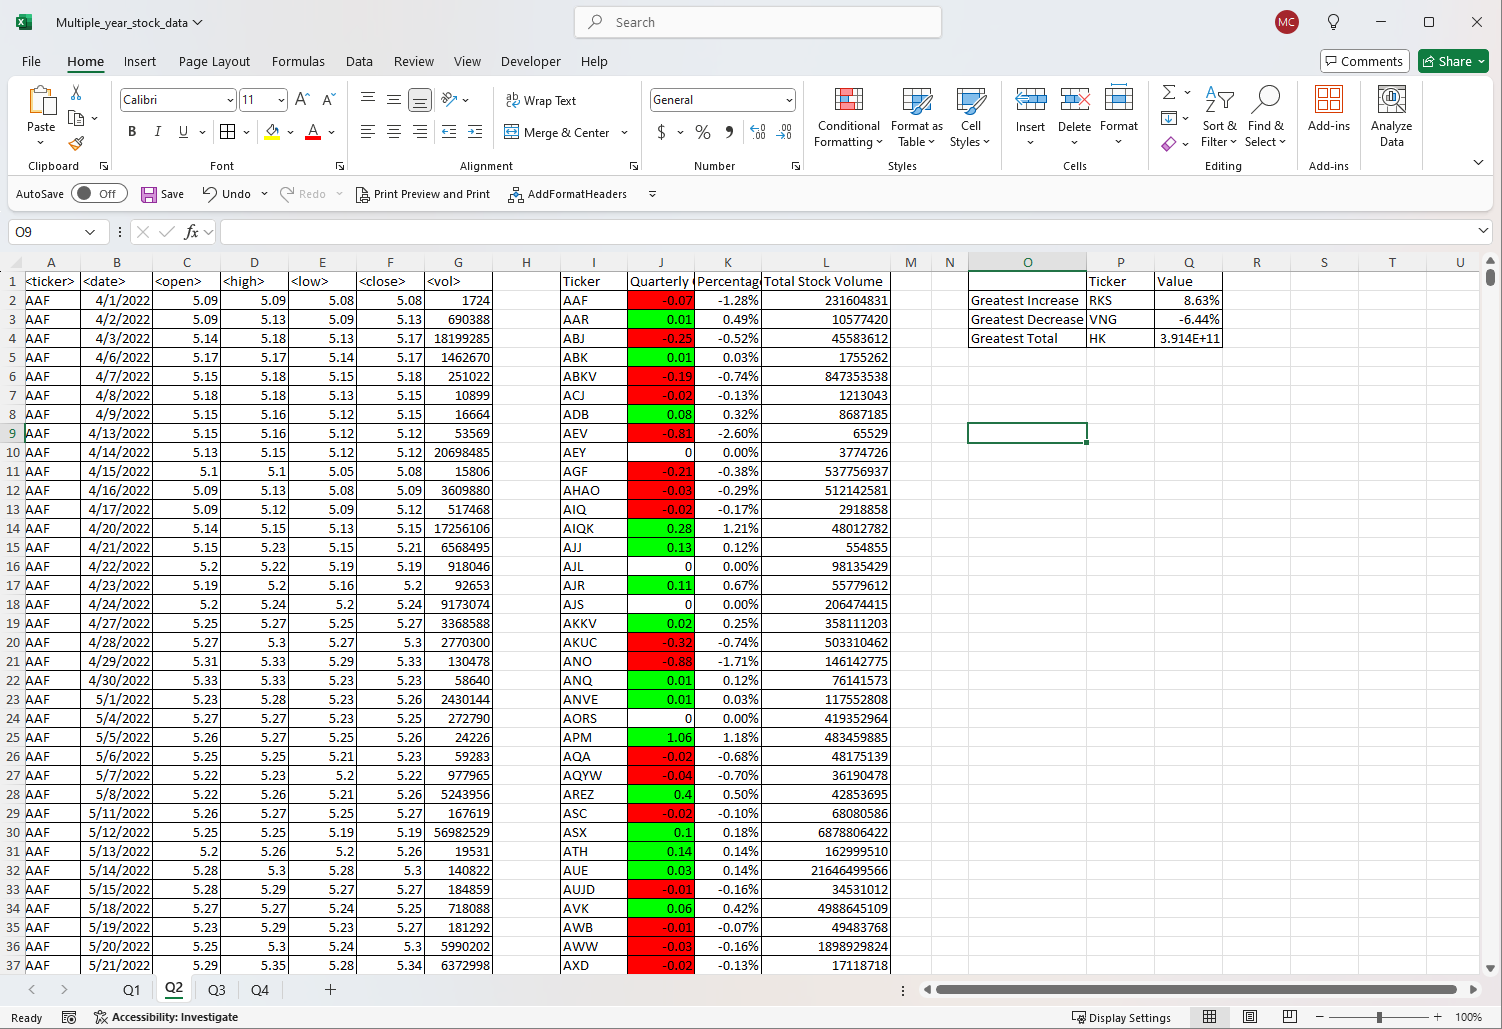 Multiple_year_stock_data
Search
MC
File Home Insert Page Layout Formulas Data Review View Developer Help
Comments Share
Paste
Clipboard
Calibri 11
B I U A
Font
Wrap Text
Merge & Center
Alignment
General
$ % 9
Number
Conditional Formatting
Format as Table
Cell Styles
Styles
Insert Delete Format
Cells
Sort & Filter
Find & Select
Editing
Add-ins
Add-ins
Analyze Data
AutoSave Off Save Undo Redo Print Preview and Print AddFormatHeaders
O9 fx
A B C D E F G H I J K L M N O P Q R S T U
1 <ticker> <date> <open> <high> <low> <close> <vol> Ticker Quarterly Percentag Total Stock Volume Ticker Value
2 AAF 4/1/2022 5.09 5.09 5.08 5.08 1724 AAF -0.07 -1.28% 231604831 Greatest Increase RKS 8.63%
3 AAF 4/2/2022 5.09 5.13 5.09 5.13 690388 AAR 0.01 0.49% 10577420 Greatest Decrease VNG -6.44%
4 AAF 4/3/2022 5.14 5.18 5.13 5.17 18199285 ABJ -0.25 -0.52% 45583612 Greatest Total HK 3.914E+11
5 AAF 4/6/2022 5.17 5.17 5.14 5.17 1462670 ABK 0.01 0.03% 1755262
6 AAF 4/7/2022 5.15 5.18 5.15 5.18 251022 ABKV -0.19 -0.74% 847353538
7 AAF 4/8/2022 5.18 5.18 5.13 5.15 10899 ACJ -0.02 -0.13% 1213043
8 AAF 4/9/2022 5.15 5.16 5.12 5.15 16664 ADB 0.08 0.32% 8687185
9 AAF 4/13/2022 5.15 5.16 5.12 5.12 53569 AEV -0.81 -2.60% 65529
10 AAF 4/14/2022 5.13 5.15 5.12 5.12 20698485 AEY 0 0.00% 3774726
11 AAF 4/15/2022 5.1 5.1 5.05 5.08 15806 AGF -0.21 -0.38% 537756937
12 AAF 4/16/2022 5.09 5.13 5.08 5.09 3609880 AHAO -0.03 -0.29% 512142581
13 AAF 4/17/2022 5.09 5.12 5.09 5.12 517468 AIQ -0.02 -0.17% 2918858
14 AAF 4/20/2022 5.14 5.15 5.13 5.15 17256106 AIQK 0.28 1.21% 48012782
15 AAF 4/21/2022 5.15 5.23 5.15 5.21 6568495 AJJ 0.13 0.12% 554855
16 AAF 4/22/2022 5.2 5.22 5.19 5.19 918046 AJL 0 0.00% 98135429
17 AAF 4/23/2022 5.19 5.2 5.16 5.2 92653 AJR 0.11 0.67% 55779612
18 AAF 4/24/2022 5.2 5.24 5.2 5.24 9173074 AJS 0 0.00% 206474415
19 AAF 4/27/2022 5.25 5.27 5.25 5.27 3368588 AKKV 0.02 0.25% 358111203
20 AAF 4/28/2022 5.27 5.3 5.27 5.3 2770300 AKUC -0.32 -0.74% 503310462
21 AAF 4/29/2022 5.31 5.33 5.29 5.33 130478 ANO -0.88 -1.71% 146142775
22 AAF 4/30/2022 5.33 5.33 5.23 5.23 58640 ANQ 0.01 0.12% 76141573
23 AAF 5/1/2022 5.23 5.28 5.23 5.26 2430144 ANVE 0.01 0.03% 117552808
24 AAF 5/4/2022 5.27 5.27 5.23 5.25 272790 AORS 0 0.00% 419352964
25 AAF 5/5/2022 5.26 5.27 5.25 5.26 24226 APM 1.06 1.18% 483459885
26 AAF 5/6/2022 5.25 5.25 5.21 5.23 59283 AQA -0.02 -0.68% 48175139
27 AAF 5/7/2022 5.22 5.23 5.2 5.22 977965 AQYW -0.04 -0.70% 36190478
28 AAF 5/8/2022 5.22 5.26 5.21 5.26 5243956 AREZ 0.4 0.50% 42853695
29 AAF 5/11/2022 5.26 5.27 5.25 5.27 167619 ASC -0.02 -0.10% 68080586
30 AAF 5/12/2022 5.25 5.25 5.19 5.19 56982529 ASX 0.1 0.18% 6878806422
31 AAF 5/13/2022 5.2 5.26 5.2 5.26 19531 ATH 0.14 0.14% 162999510
32 AAF 5/14/2022 5.28 5.3 5.28 5.3 140822 AUE 0.03 0.14% 21646499566
33 AAF 5/15/2022 5.28 5.29 5.27 5.27 184859 AUJD -0.01 -0.16% 34531012
34 AAF 5/18/2022 5.27 5.27 5.24 5.25 718088 AVK 0.06 0.42% 4988645109
35 AAF 5/19/2022 5.23 5.29 5.23 5.27 181292 AWB -0.01 -0.07% 49483768
36 AAF 5/20/2022 5.25 5.3 5.24 5.3 5990202 AWW -0.03 -0.16% 1898929824
37 AAF 5/21/2022 5.29 5.35 5.28 5.34 6372998 AXD -0.02 -0.13% 17118718
Q1 Q2 Q3 Q4
Ready Accessibility: Investigate Display Settings 100%